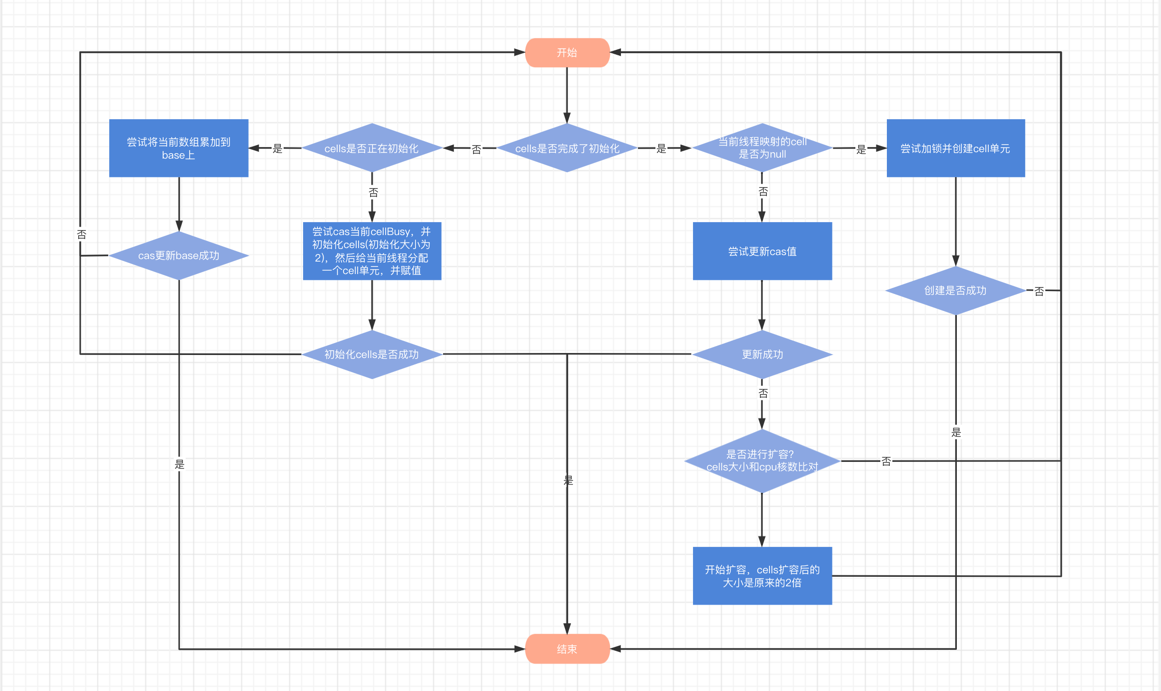 开始
尝试将当前数组累加到
base上
是
cells是否正在初始化
否
cells是否完成了初始化
是
当前线程映射的cell
是否为null
是
尝试加锁并创建cell单元
否
否
否
cas更新base成功
尝试cas当前cellBusy，并
初始化cells(初始化大小为
2)，然后给当前线程分配
一个cell单元，并赋值
尝试更新cas值
创建是否成功
否
初始化cells是否成功
更新成功
否
是
是否进行扩容？
cells大小和cpu核数比对
否
是
是
开始扩容，cells扩容后的
大小是原来的2倍
结束